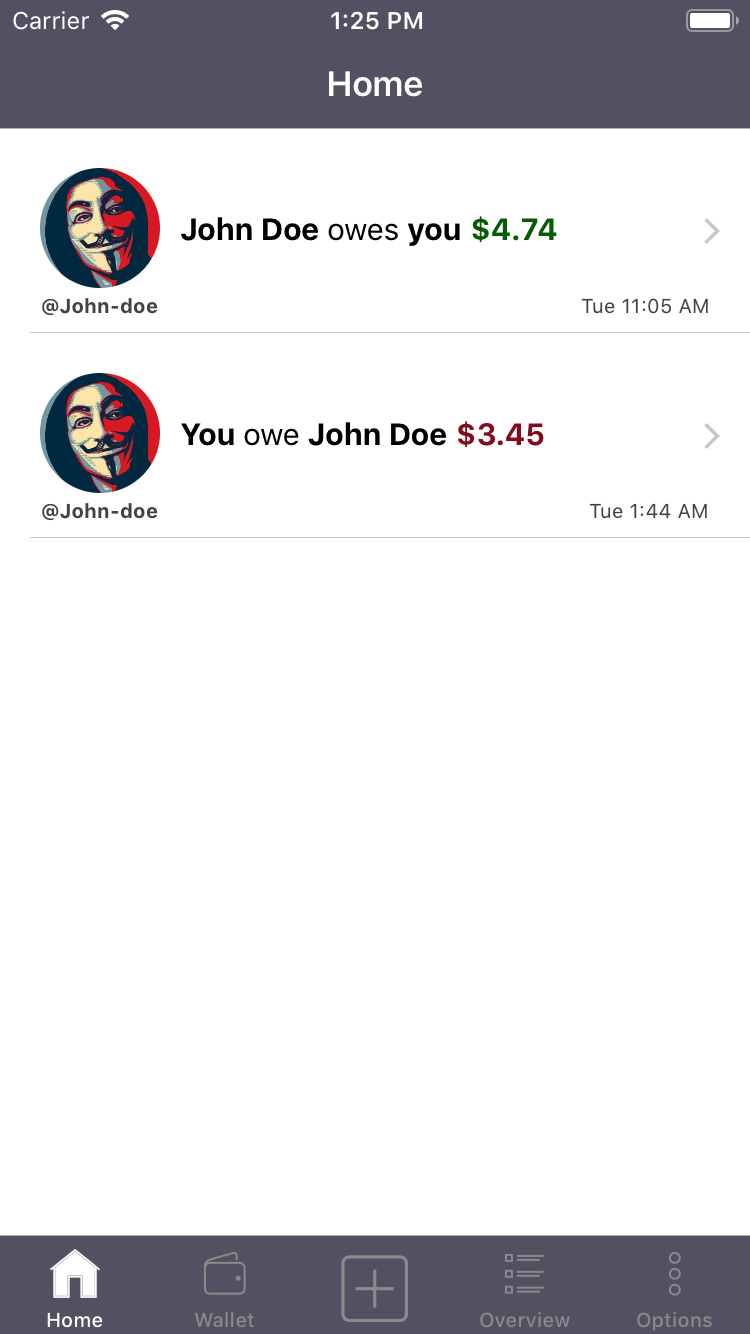 Carrier 1:25 PM
Home
John Doe owes you $4.74
@John-doe Tue 11:05 AM
You owe John Doe $3.45
@John-doe Tue 1:44 AM
Home Wallet Overview Options